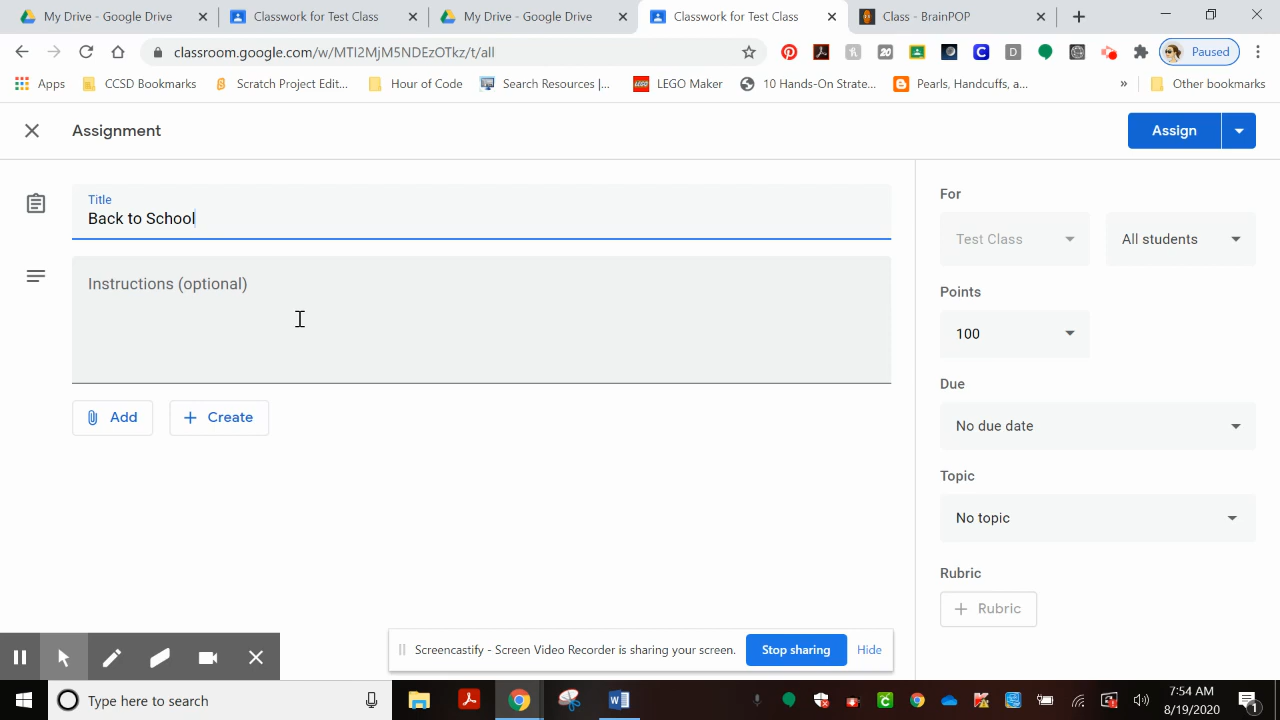 My Drive - Google Drive
Classwork for Test Class
My Drive - Google Drive
Classwork for Test Class
Class - BrainPOP
classroom.google.com/w/MTI2MjM5NDEzOTkz/t/all
20
D
Paused
Apps
CCSD Bookmarks
Scratch Project Edit...
Hour of Code
Search Resources |...
LEGO Maker
10 Hands-On Strate...
Pearls, Handcuffs, a...
»
Other bookmarks
Assignment
Assign
Title
Back to School
Instructions (optional)
Add
Create
For
Test Class
All students
Points
100
Due
No due date
Topic
No topic
Rubric
Rubric
Screencastify - Screen Video Recorder is sharing your screen.
Stop sharing
Hide
Type here to search
7:54 AM
8/19/2020
1